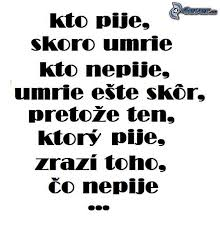 kto pije,
skoro umrie
kto nepije,
umrie ešte skôr,
pretože ten,
ktorý pije,
zrazí toho,
čo nepije
...